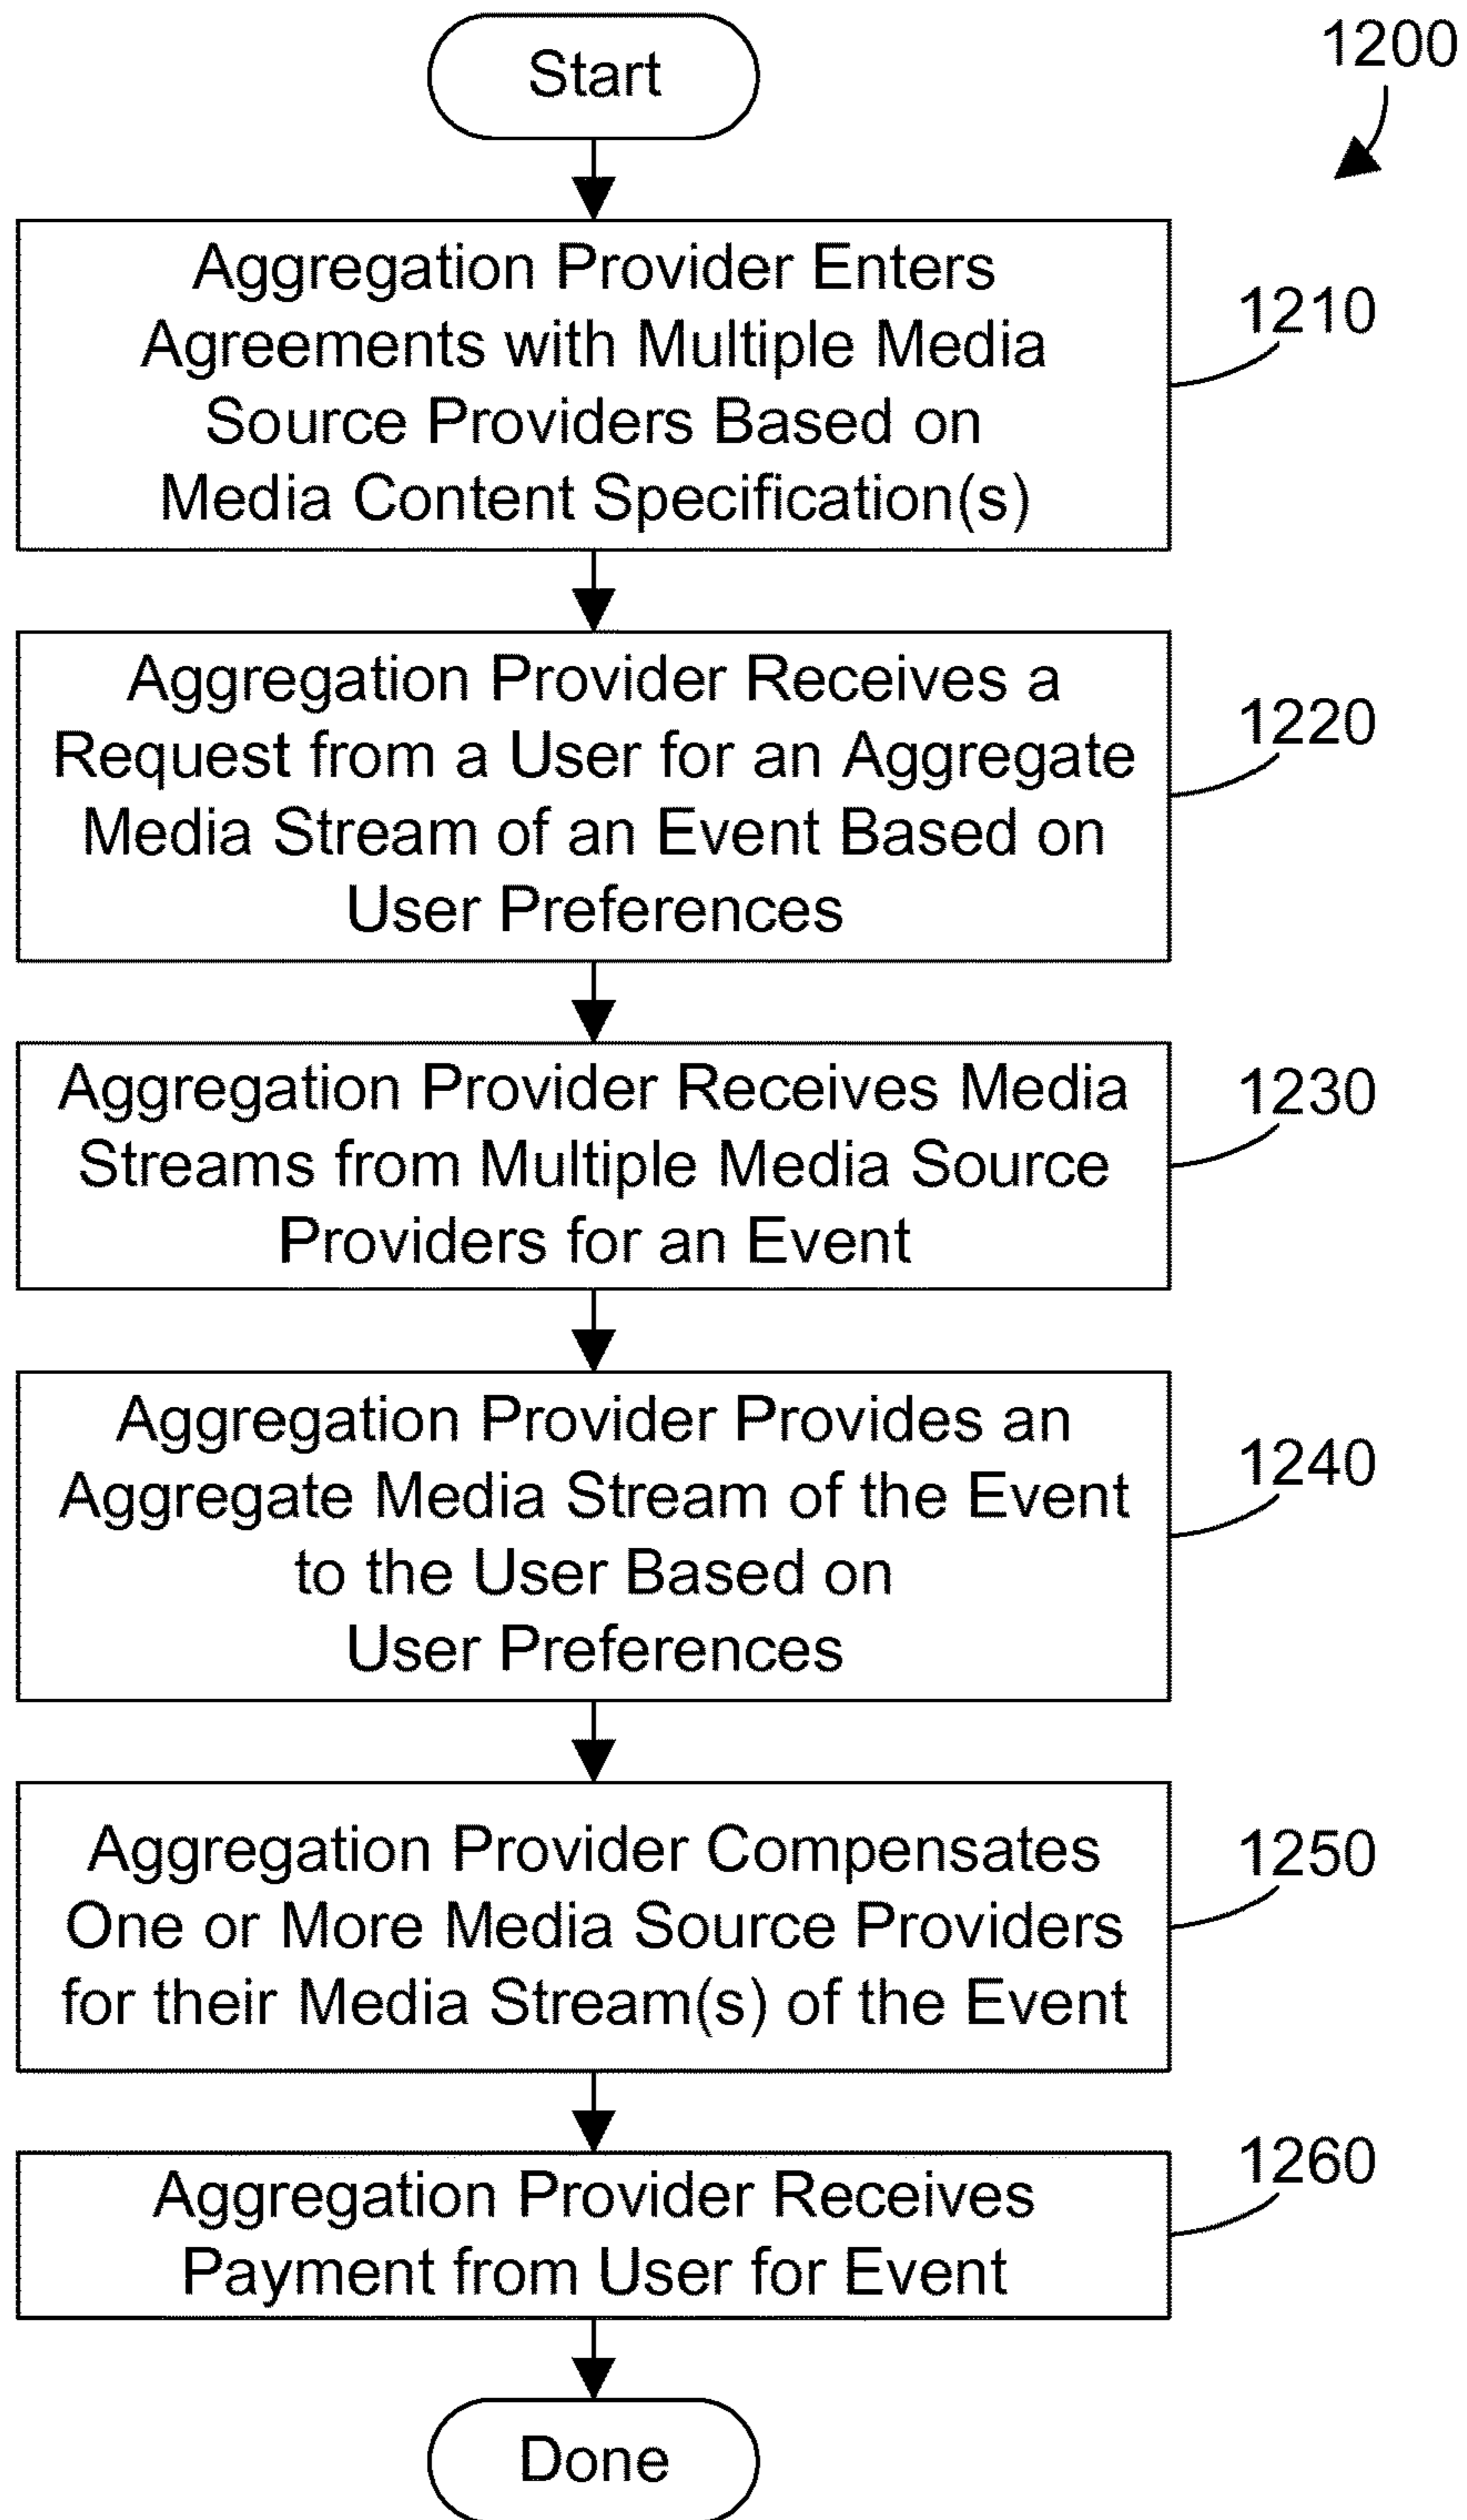 Start
1200
Aggregation Provider Enters
Agreements with Multiple Media
Source Providers Based on
Media Content Specification(s)
1210
Aggregation Provider Receives a
Request from a User for an Aggregate
Media Stream of an Event Based on
User Preferences
1220
Aggregation Provider Receives Media
Streams from Multiple Media Source
Providers for an Event
1230
Aggregation Provider Provides an
Aggregate Media Stream of the Event
to the User Based on
User Preferences
1240
Aggregation Provider Compensates
One or More Media Source Providers
for their Media Stream(s) of the Event
1250
Aggregation Provider Receives
Payment from User for Event
1260
Done